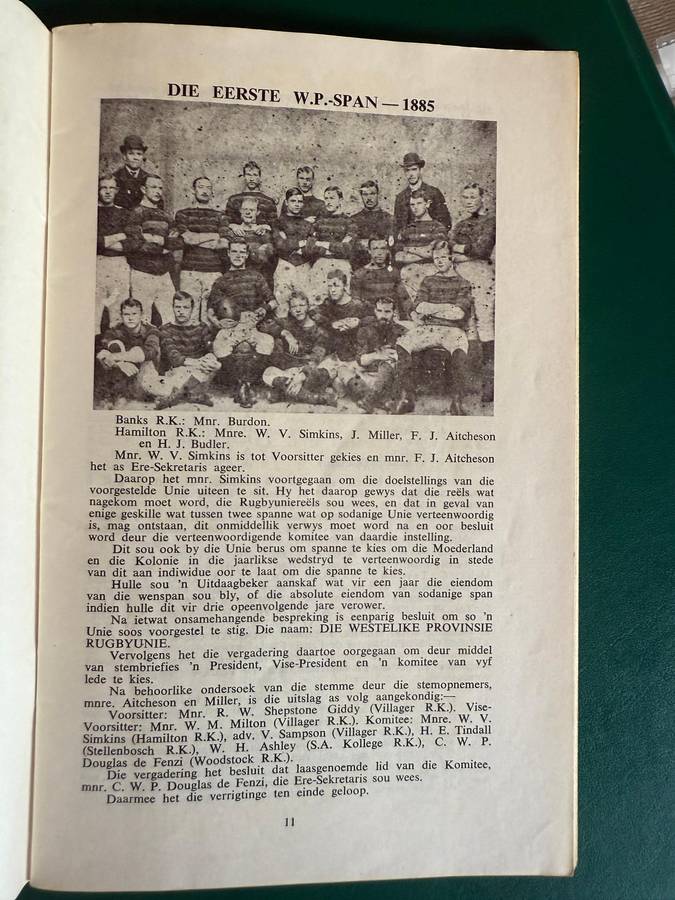 DIE EERSTE W.P.-SPAN — 1885
Banks R.K.: Mnr. Burdon.
Hamilton R.K.: Mnre. W. V. Simkins, J. Miller, F. J. Aitcheson
en H. J. Budler.
Mnr. W. V. Simkins is tot Voorsitter gekies en mnr. F. J. Aitcheson
het as Ere-Sekretaris ageer.
Daarop het mnr. Simkins voortgegaan om die doelstellings van die
voorgestelde Unie uiteen te sit. Hy het daarop gewys dat die reëls wat
nagekom moet word, die Rugbyuniereëls sou wees, en dat in geval van
enige geskille wat tussen twee spanne wat op sodanige Unie verteenwoordig
is, mag ontstaan, dit onmiddellik verwys moet word na en oor besluit
word deur die verteenwoordigende komitee van daardie instelling.
Dit sou ook by die Unie berus om spanne te kies om die Moederland
en die Kolonie in die jaarlikse wedstryd te verteenwoordig in stede
van dit aan indiwidue oor te laat om die spanne te kies.
Hulle sou 'n Uitdaagbeker aanskaf wat vir een jaar die eiendom
van die wenspan sou bly, of die absolute eiendom van sodanige span
indien hulle dit vir drie opeenvolgende jare verower.
Na ietwat onsamehangende bespreking is eenparig besluit om so 'n
Unie soos voorgestel te stig. Die naam: DIE WESTELIKE PROVINSIE
RUGBYUNIE.
Vervolgens het die vergadering daartoe oorgegaan om deur middel
van stembriefies 'n President, Vise-President en 'n komitee van vyf
lede te kies.
Na behoorlike ondersoek van die stemme deur die stemopnemers,
mnre. Aitcheson en Miller, is die uitslag as volg aangekondig:—
Voorsitter: Mnr. R. W. Shepstone Giddy (Villager R.K.). Vise-
Voorsitter: Mnr. W. M. Milton (Villager R.K.). Komitee: Mnre. W. V.
Simkins (Hamilton R.K.), adv. V. Sampson (Villager R.K.), H. E. Tindall
(Stellenbosch R.K.), W. H. Ashley (S.A. Kollege R.K.), C. W. P.
Douglas de Fenzi (Woodstock R.K.).
Die vergadering het besluit dat laasgenoemde lid van die Komitee,
mnr. C. W. P. Douglas de Fenzi, die Ere-Sekretaris sou wees.
Daarmee het die verrigtinge ten einde geloop.
11